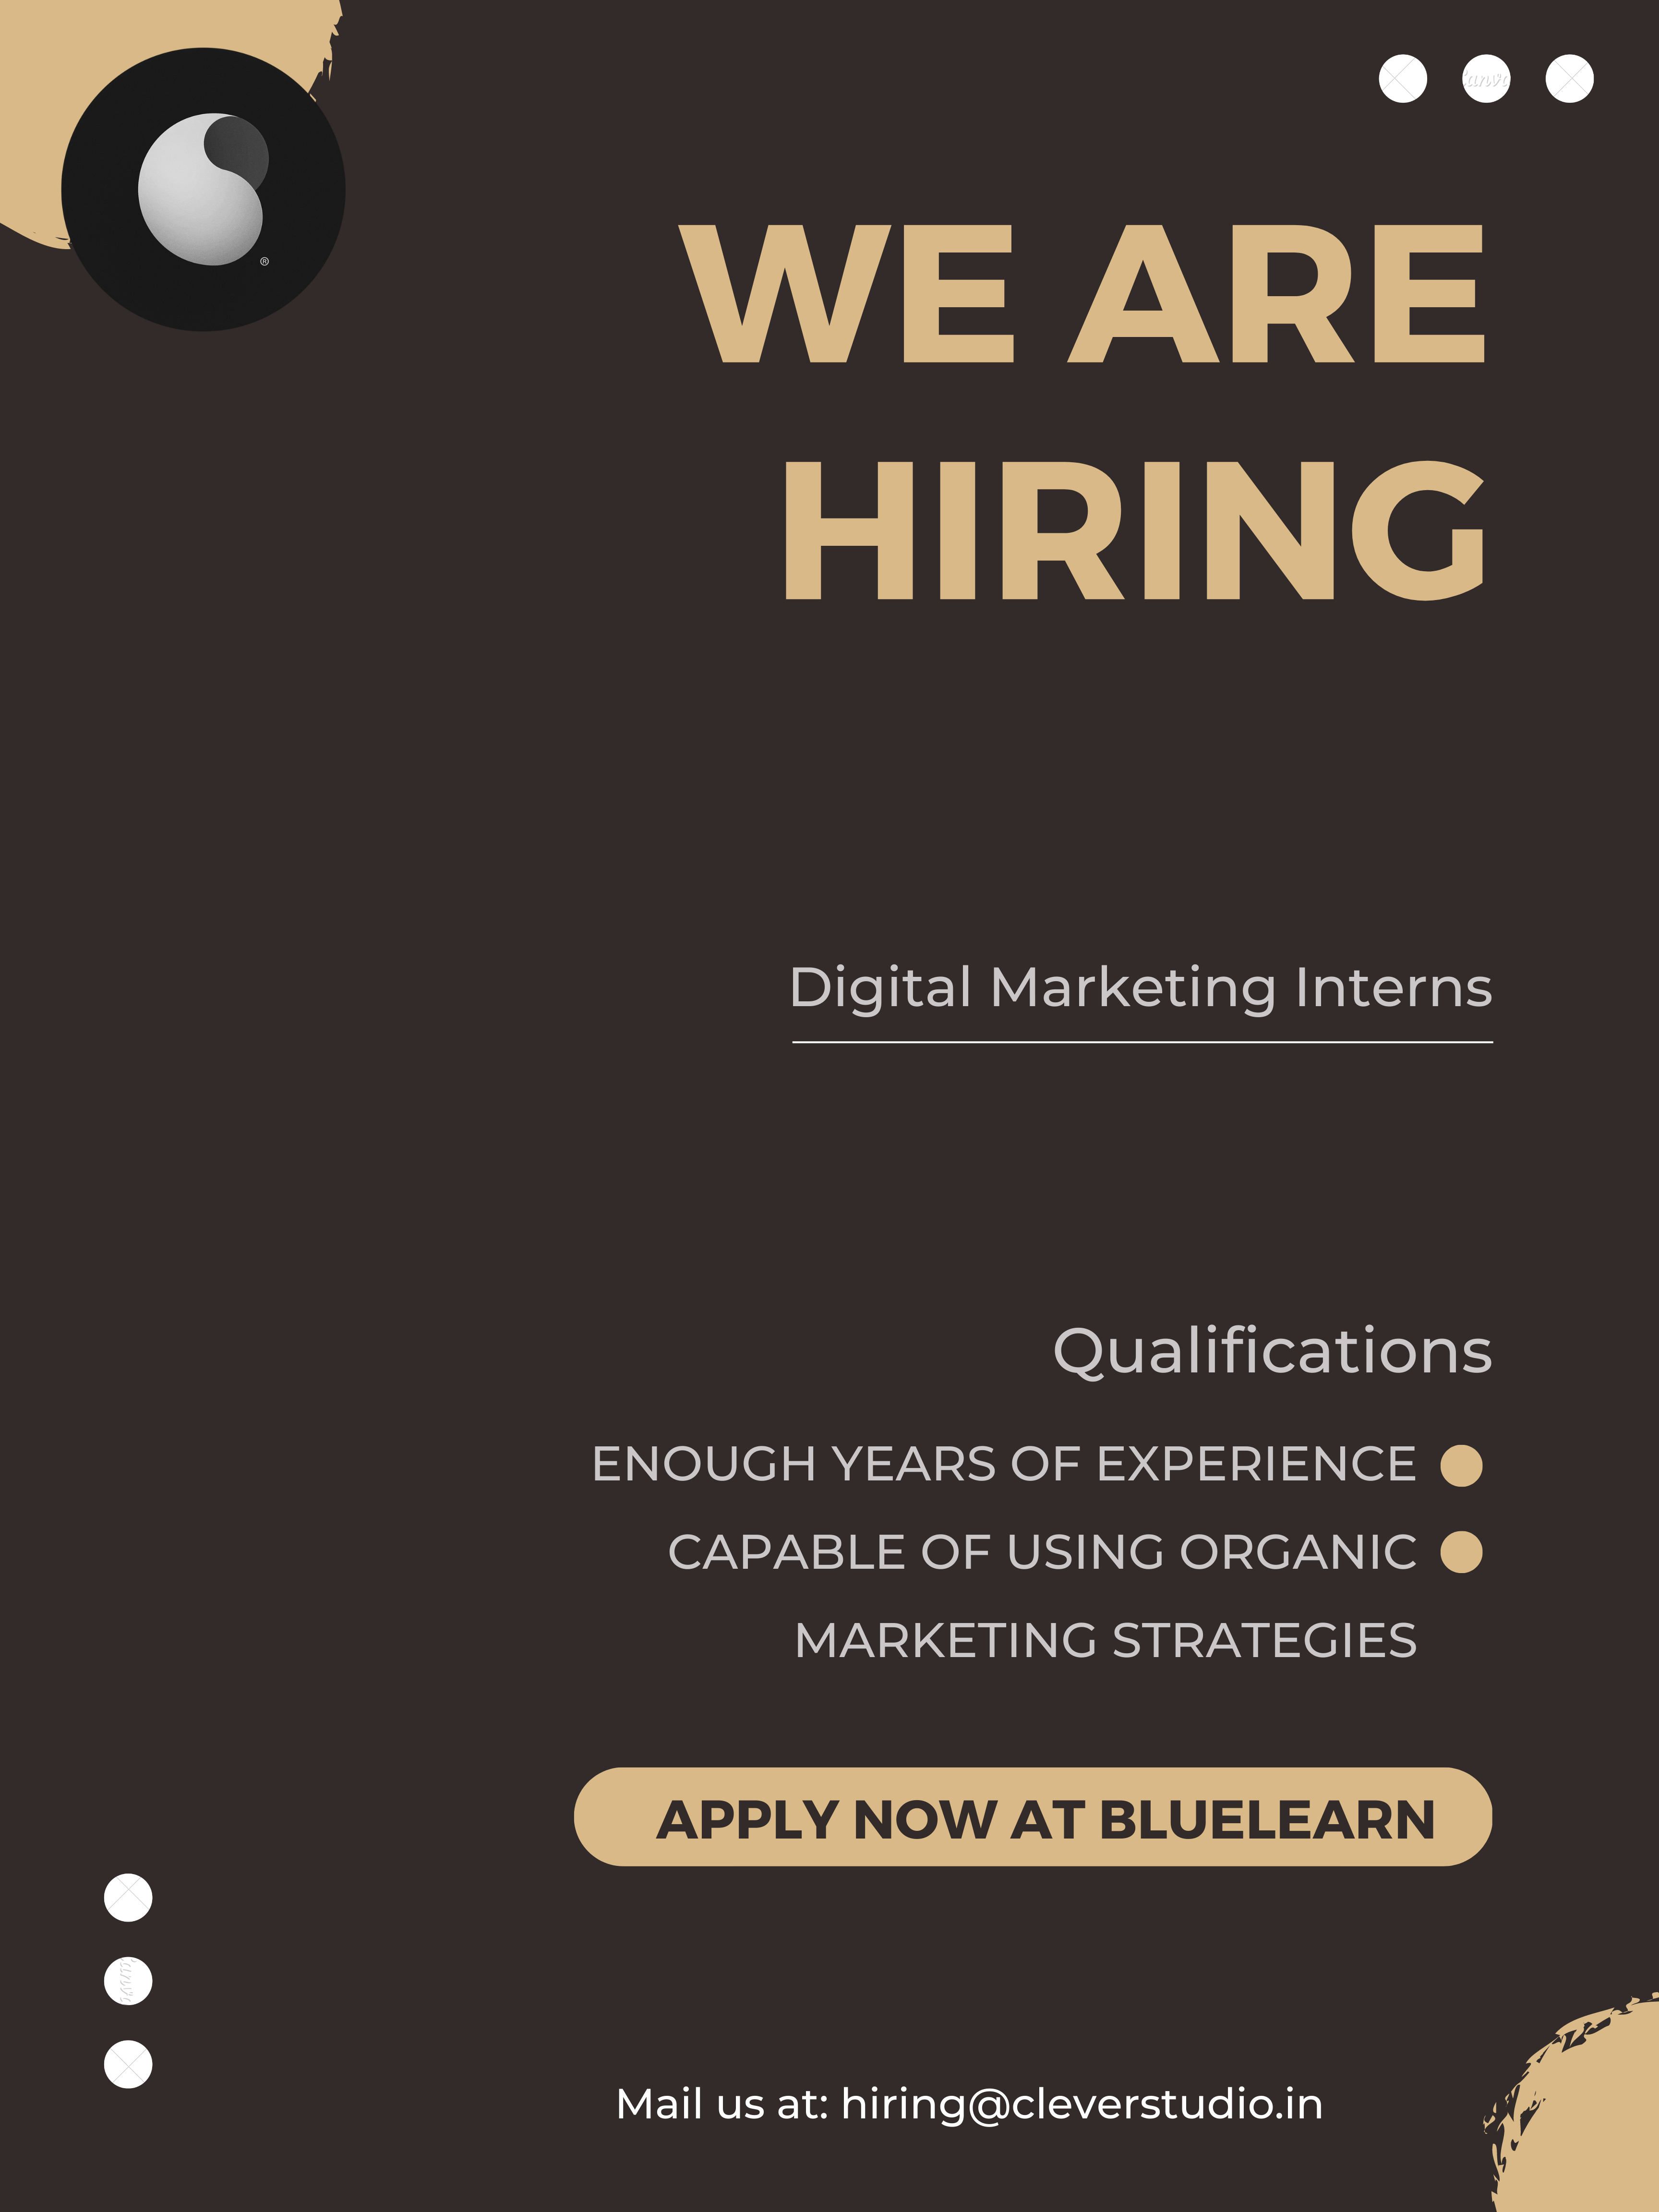 ®
WE ARE
HIRING
Digital Marketing Interns
Qualifications
ENOUGH YEARS OF EXPERIENCE
CAPABLE OF USING ORGANIC
MARKETING STRATEGIES
APPLY NOW AT BLUELEARN
Mail us at: hiring@cleverstudio.in